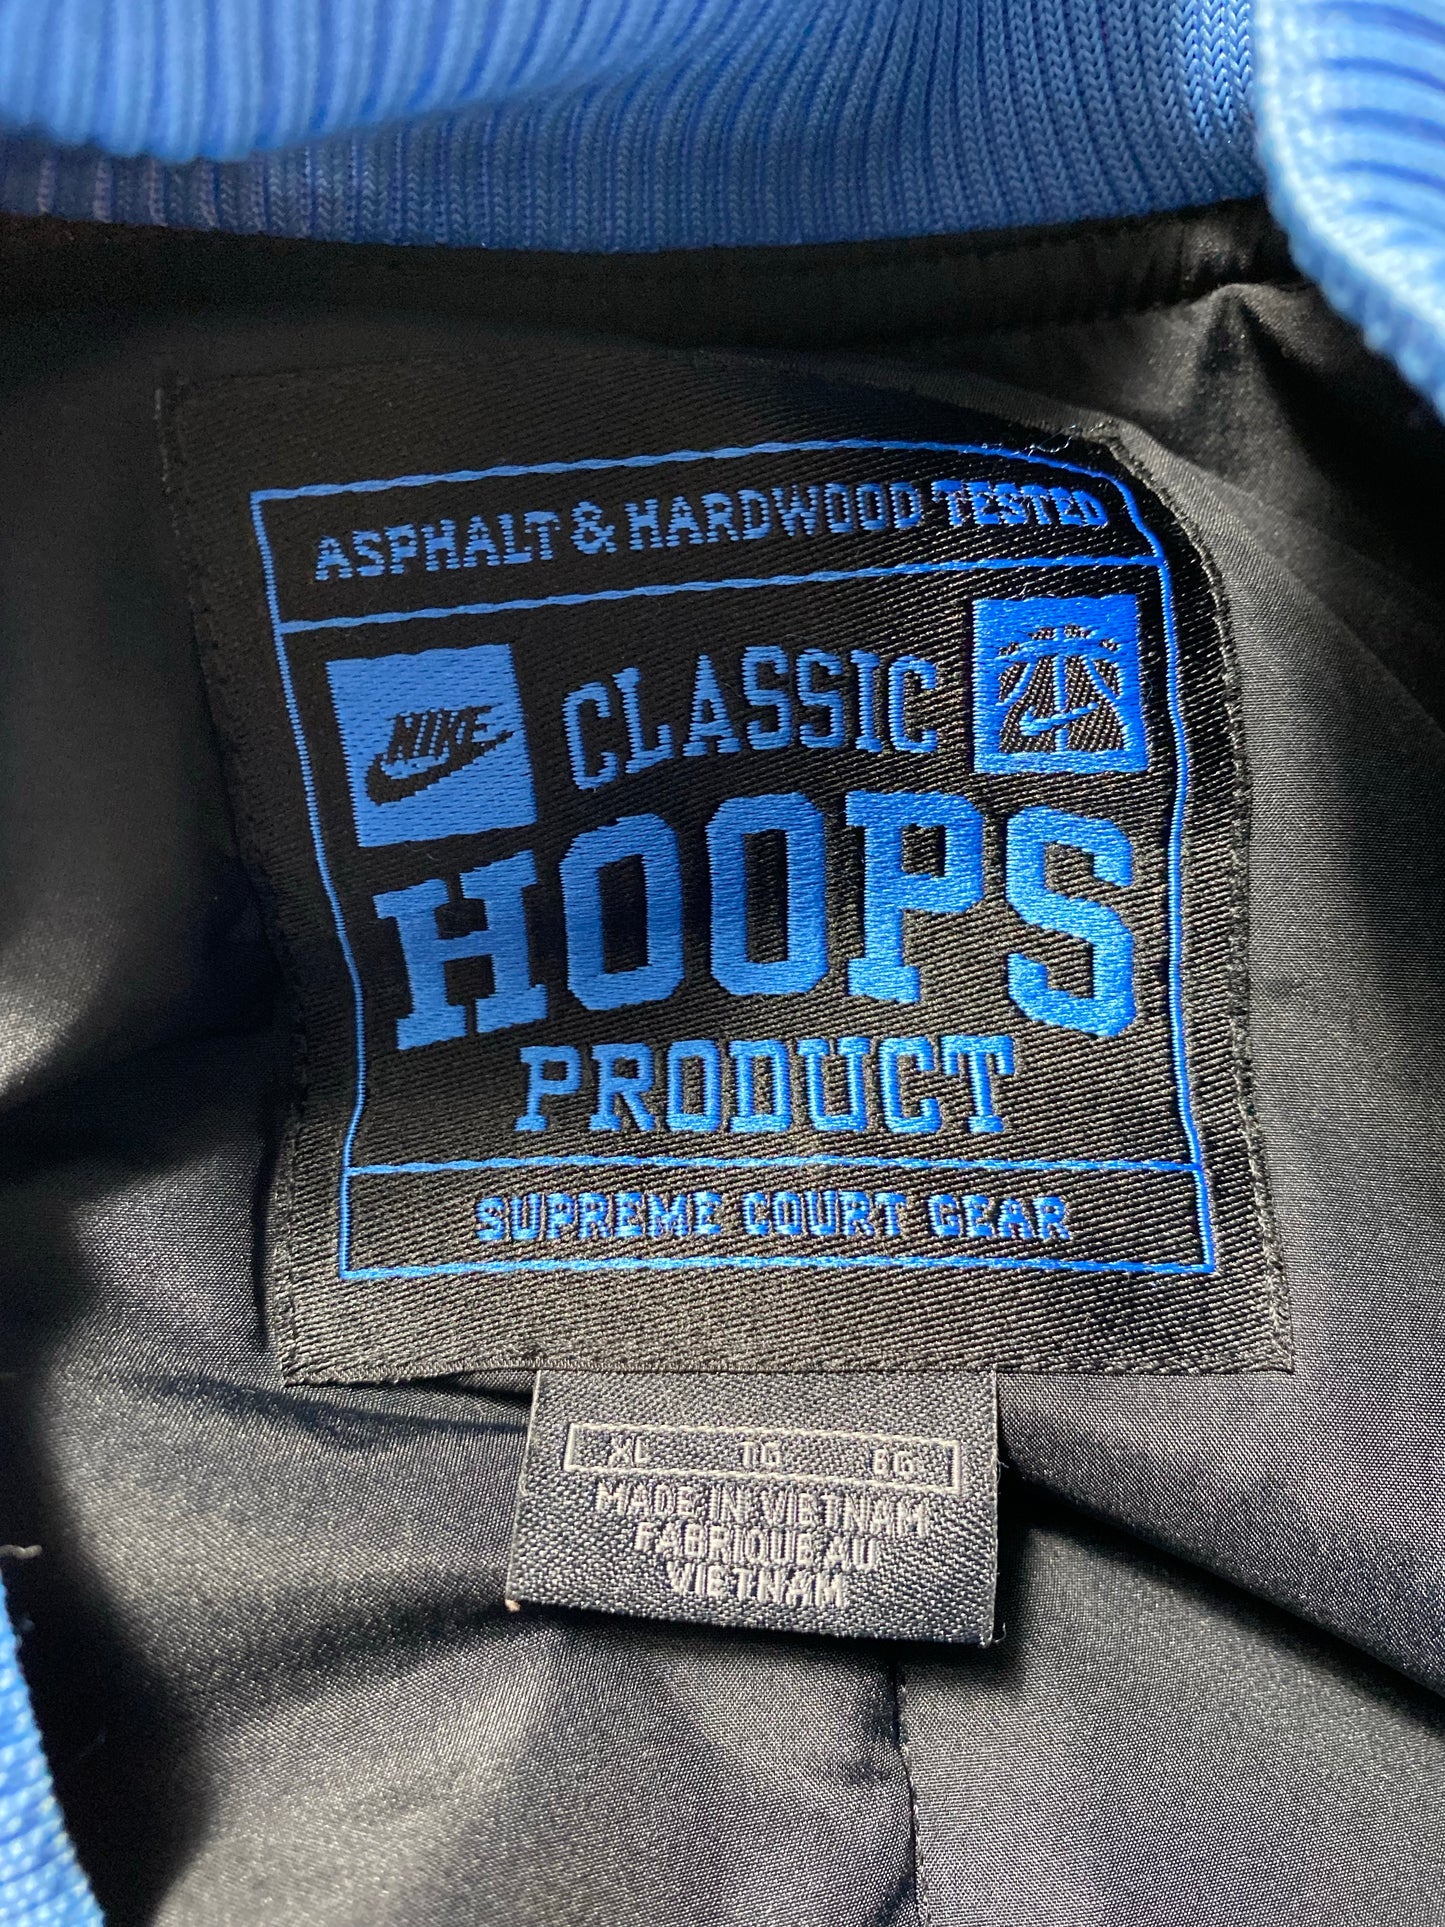 ASPHALT & HARDWOOD TESTED
NIKE
CLASSIC
HOOPS
PRODUCT
SUPREME COURT GEAR
XL TG EG
MADE IN VIETNAM
FABRIQUE AU
VIETNAM